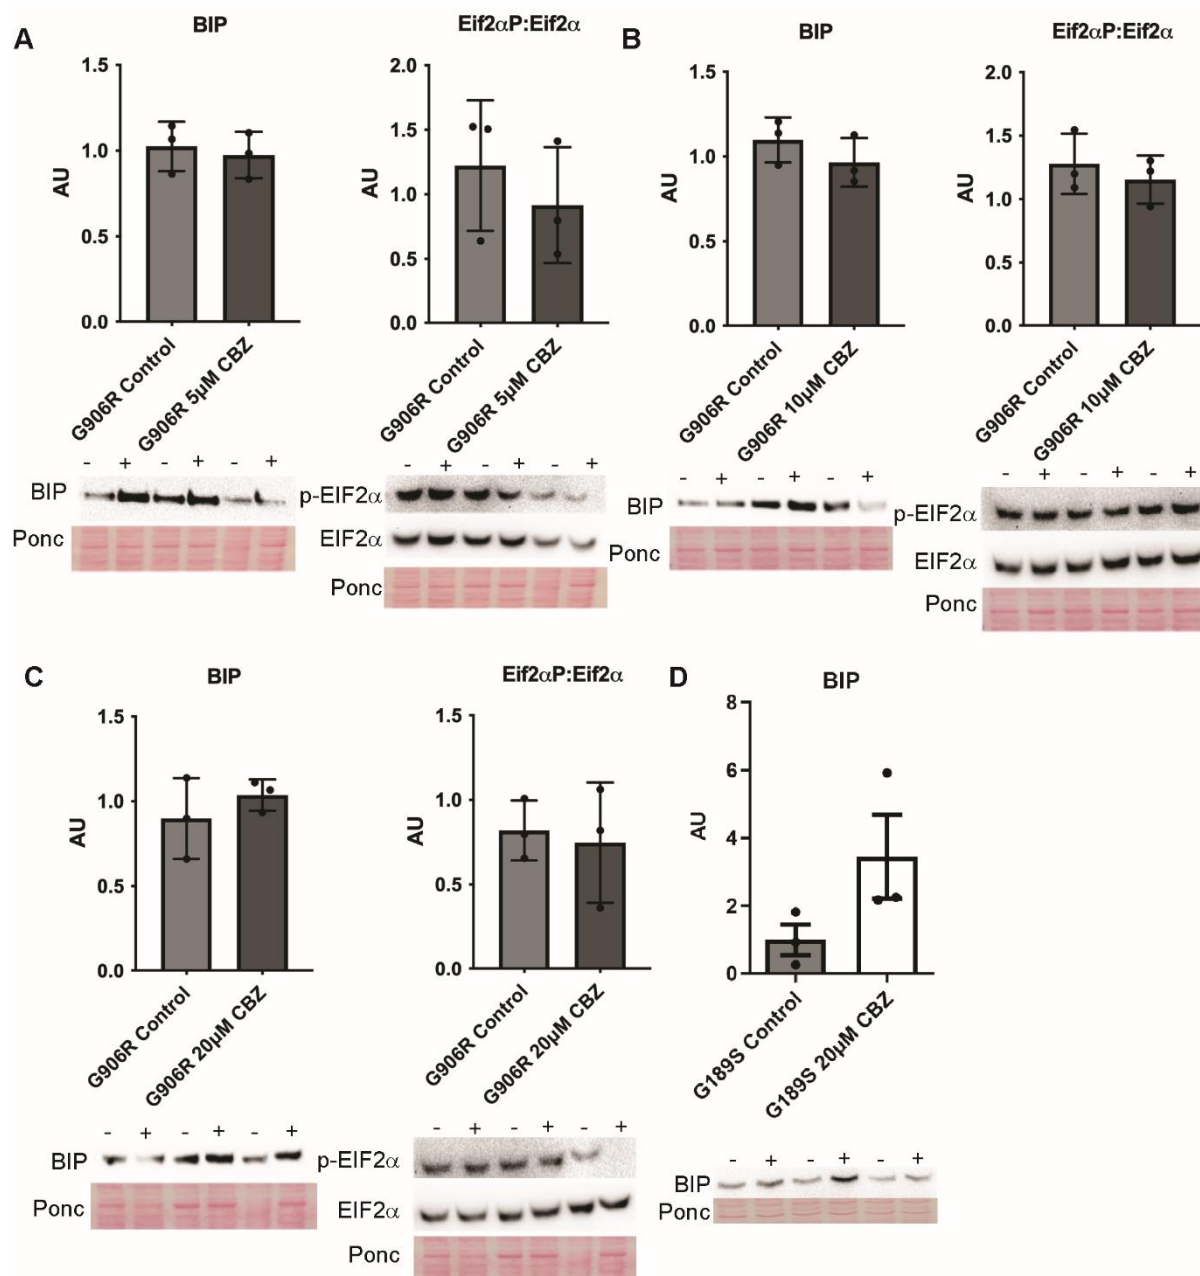 A
BIP
Eif2αP:Eif2α
B
BIP
Eif2αP:Eif2α
1.5
1.0
0.5
0.0
AU
G906R Control
G906R 5µM CBZ
2.0
1.5
1.0
0.5
0.0
AU
G906R Control
G906R 5µM CBZ
1.5
1.0
0.5
0.0
AU
G906R Control
G906R 10µM CBZ
2.0
1.5
1.0
0.5
0.0
AU
G906R Control
G906R 10µM CBZ
- + - + - +
BIP
Ponc
- + - + - +
p-EIF2α
EIF2α
Ponc
- + - + - +
BIP
Ponc
- + - + - +
p-EIF2α
EIF2α
Ponc
C
BIP
Eif2αP:Eif2α
D
BIP
1.5
1.0
0.5
0.0
AU
G906R Control
G906R 20µM CBZ
1.5
1.0
0.5
0.0
AU
G906R Control
G906R 20µM CBZ
8
6
4
2
0
AU
G189S Control
G189S 20µM CBZ
- + - + - +
BIP
Ponc
- + - + - +
p-EIF2α
EIF2α
Ponc
- + - + - +
BIP
Ponc